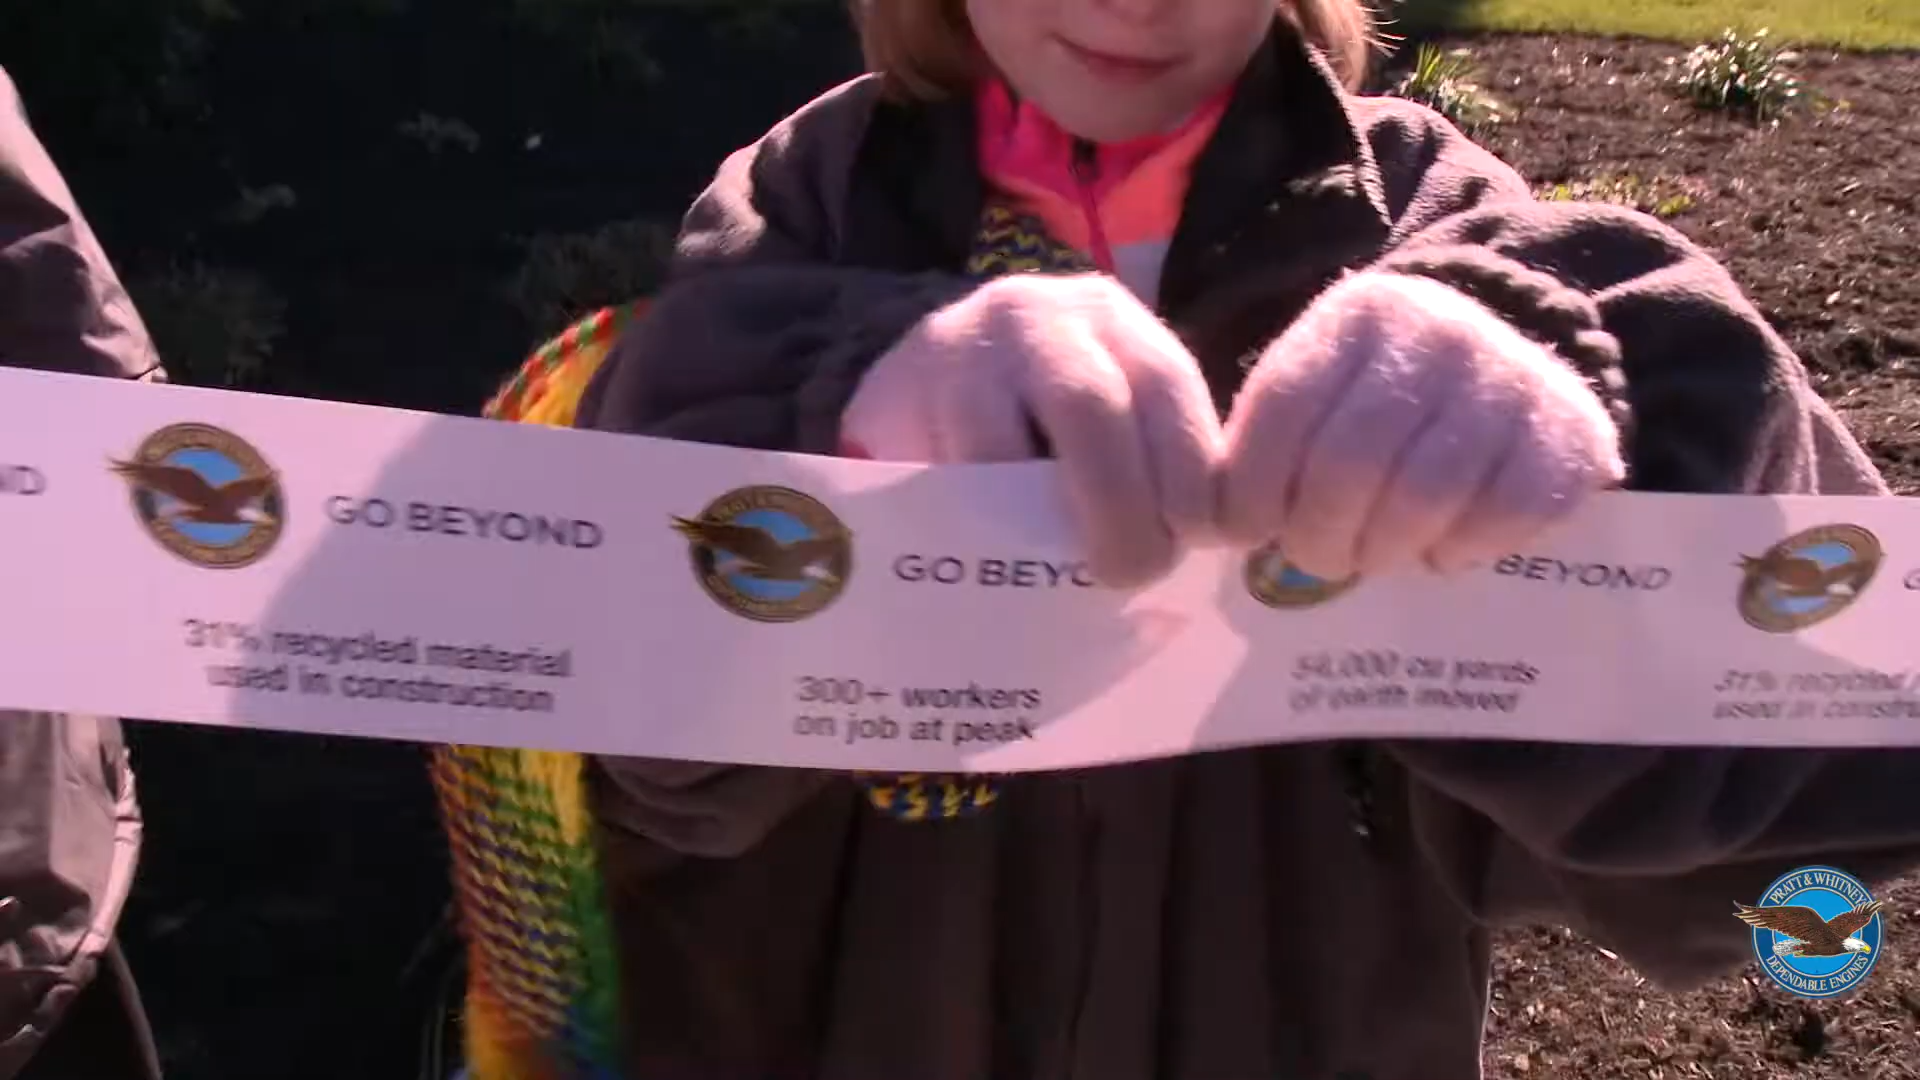 GO BEYOND
31% recycled material
used in construction
GO BEYO
300+ workers
on job at peak
BEYOND
54,000 cu yards
of earth moved
31% recycled
used in constru
PRATT & WHITNEY
DEPENDABLE ENGINES